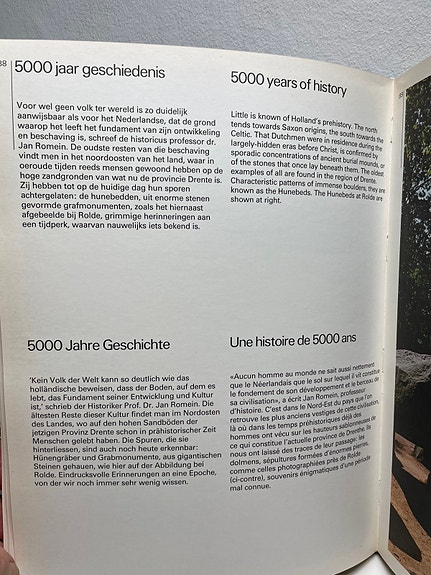 38
5000 jaar geschiedenis
Voor wel geen volk ter wereld is zo duidelijk
aanwijsbaar als voor het Nederlandse, dat de grond
waarop het leeft het fundament van zijn ontwikkeling
en beschaving is, schreef de historicus professor dr.
Jan Romein. De oudste resten van die beschaving
vindt men in het noordoosten van het land, waar in
oeroude tijden reeds mensen gewoond hebben op de
hoge zandgronden van wat nu de provincie Drente is.
Zij hebben tot op de huidige dag hun sporen
achtergelaten: de hunebedden, uit enorme stenen
gevormde grafmonumenten, zoals het hiernaast
afgebeelde bij Rolde, grimmige herinneringen aan
een tijdperk, waarvan nauwelijks iets bekend is.
5000 years of history
Little is known of Holland's prehistory. The north
tends towards Saxon origins, the south towards the
Celtic. That Dutchmen were in residence during the
largely-hidden eras before Christ, is confirmed by
sporadic concentrations of ancient burial mounds, or
of the stones that once lay beneath them. The oldest
examples of all are found in the region of Drente.
Characteristic patterns of immense boulders, they are
known as the Hunebeds. The Hunebeds at Rolde are
shown at right.
5000 Jahre Geschichte
'Kein Volk der Welt kann so deutlich wie das
holländische beweisen, dass der Boden, auf dem es
lebt, das Fundament seiner Entwicklung und Kultur
ist,' schrieb der Historiker Prof. Dr. Jan Romein. Die
ältesten Reste dieser Kultur findet man im Nordosten
des Landes, wo auf den hohen Sandböden der
jetzigen Provinz Drente schon in prähistorischer Zeit
Menschen gelebt haben. Die Spuren, die sie
hinterliessen, sind auch noch heute erkennbar:
Hünengräber und Grabmonumente, aus gigantischen
Steinen gehauen, wie hier auf der Abbildung bei
Rolde. Eindrucksvolle Erinnerungen an eine Epoche,
von der wir noch immer sehr wenig wissen.
Une histoire de 5000 ans
«Aucun homme au monde ne sait aussi nettement
que le Néerlandais que le sol sur lequel il vit constitue
le fondement de son développement et le berceau de
sa civilisation», a écrit Jan Romein, professeur
d'histoire. C'est dans le Nord-Est du pays que l'on
retrouve les plus anciens vestiges de cette civilisation,
là où dans les temps préhistoriques déjà des
hommes ont vécu sur les hauteurs sablonneuses de
ce qui constitue l'actuelle province de Drenthe. Ils
nous ont laissé des traces de leur passage: les
dolmens, sépultures formées d'énormes pierres,
comme celles photographiées près de Rolde
(ci-contre), souvenirs énigmatiques d'une période
mal connue.